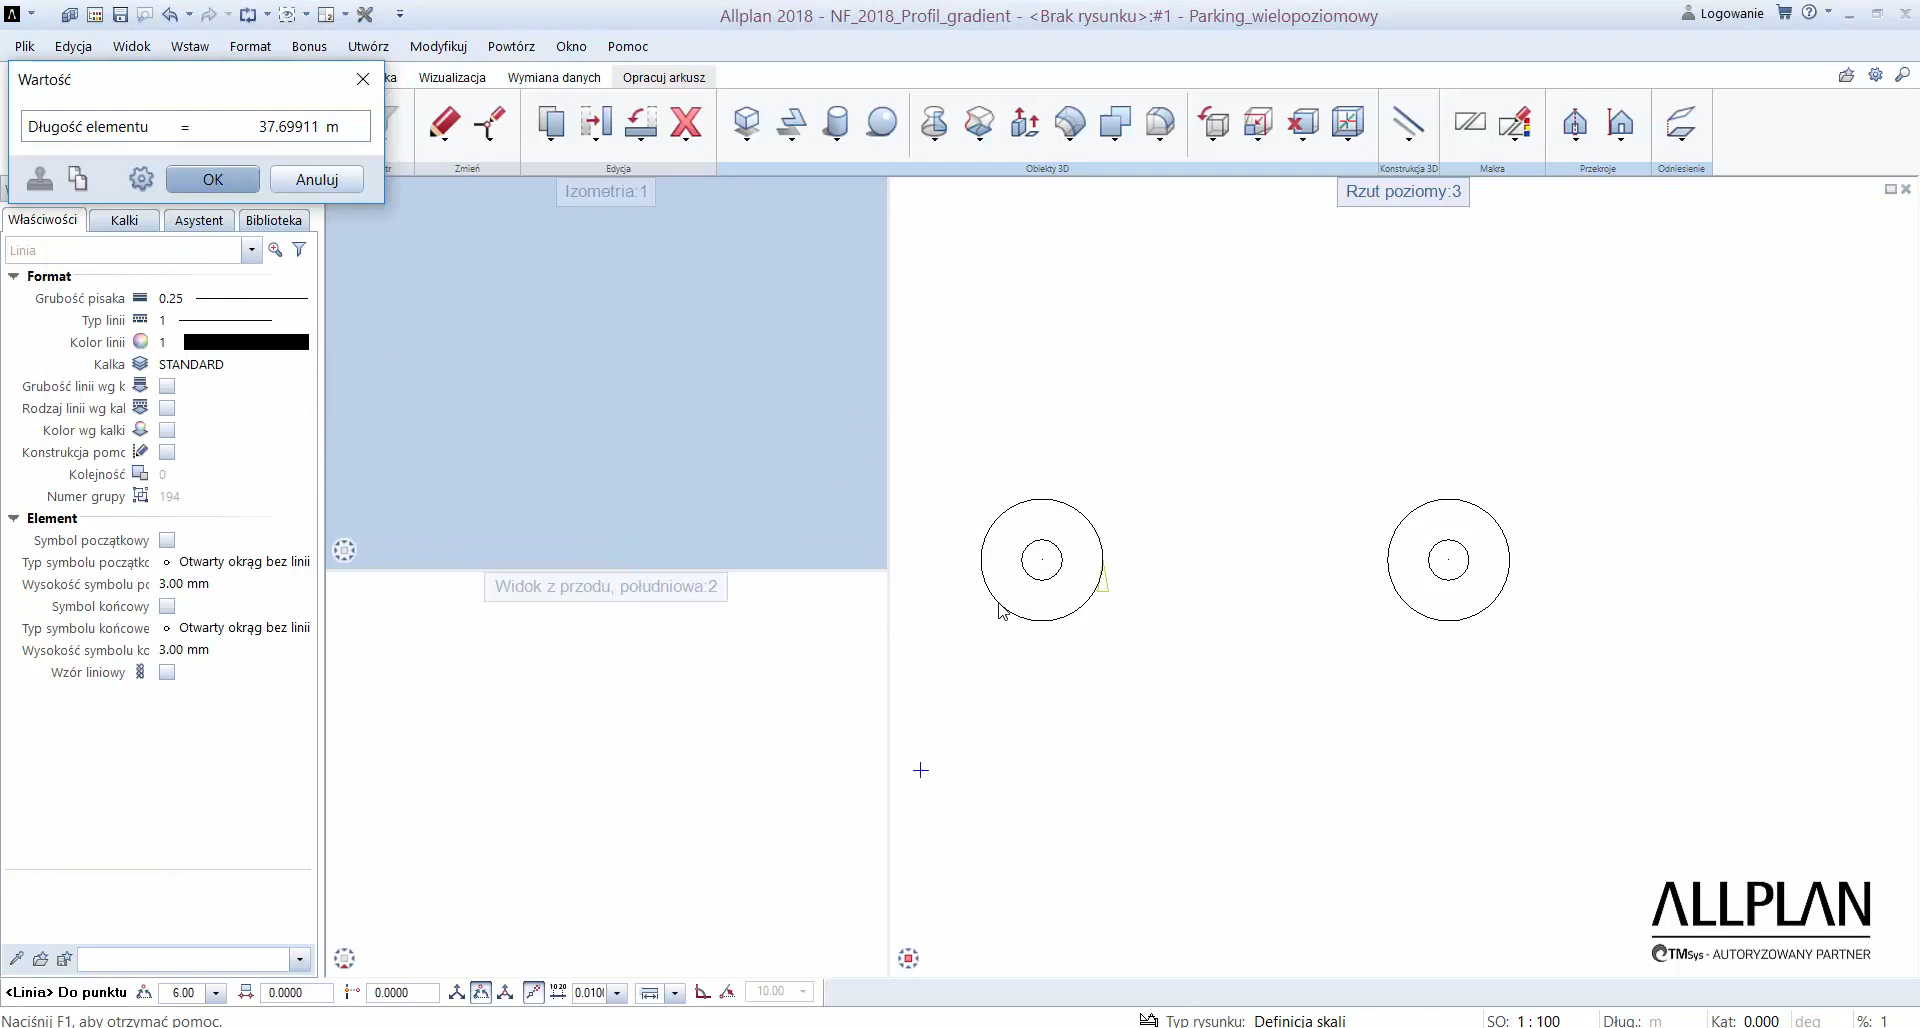 Allplan 2018 - NF_2018_Profil_gradient - <Brak rysunku>:#1 - Parking_wielopoziomowy
Logowanie
Plik Edycja Widok Wstaw Format Bonus Utwórz Modyfikuj Powtórz Okno Pomoc
Wartość
ka Wizualizacja Wymiana danych Opracuj arkusz
Długość elementu = 37.69911 m
OK Anuluj
tr Zmień Edycja Obiekty 3D Konstrukcja 3D Makra Przekroje Odniesienie
Izometria:1
Rzut poziomy:3
Właściwości Kalki Asystent Biblioteka
Linia
Format
Grubość pisaka 0.25
Typ linii 1
Kolor linii 1
Kalka STANDARD
Grubość linii wg k
Rodzaj linii wg kal
Kolor wg kalki
Konstrukcja pomc
Kolejność 0
Numer grupy 194
Element
Symbol początkowy
Typ symbolu początkc Otwarty okrąg bez linii
Wysokość symbolu pc 3.00 mm
Symbol końcowy
Typ symbolu końcowe Otwarty okrąg bez linii
Wysokość symbolu kc 3.00 mm
Wzór liniowy
Widok z przodu, południowa:2
ALLPLAN
TMSys - AUTORYZOWANY PARTNER
<Linia> Do punktu 6.00 0.0000 0.0000 1020 0.010 10.00
Naciśnij F1, aby otrzymać pomoc.
Typ rysunku: Definicja skali SO: 1 : 100 Dług.: m Kąt: 0.000 deg %: 1